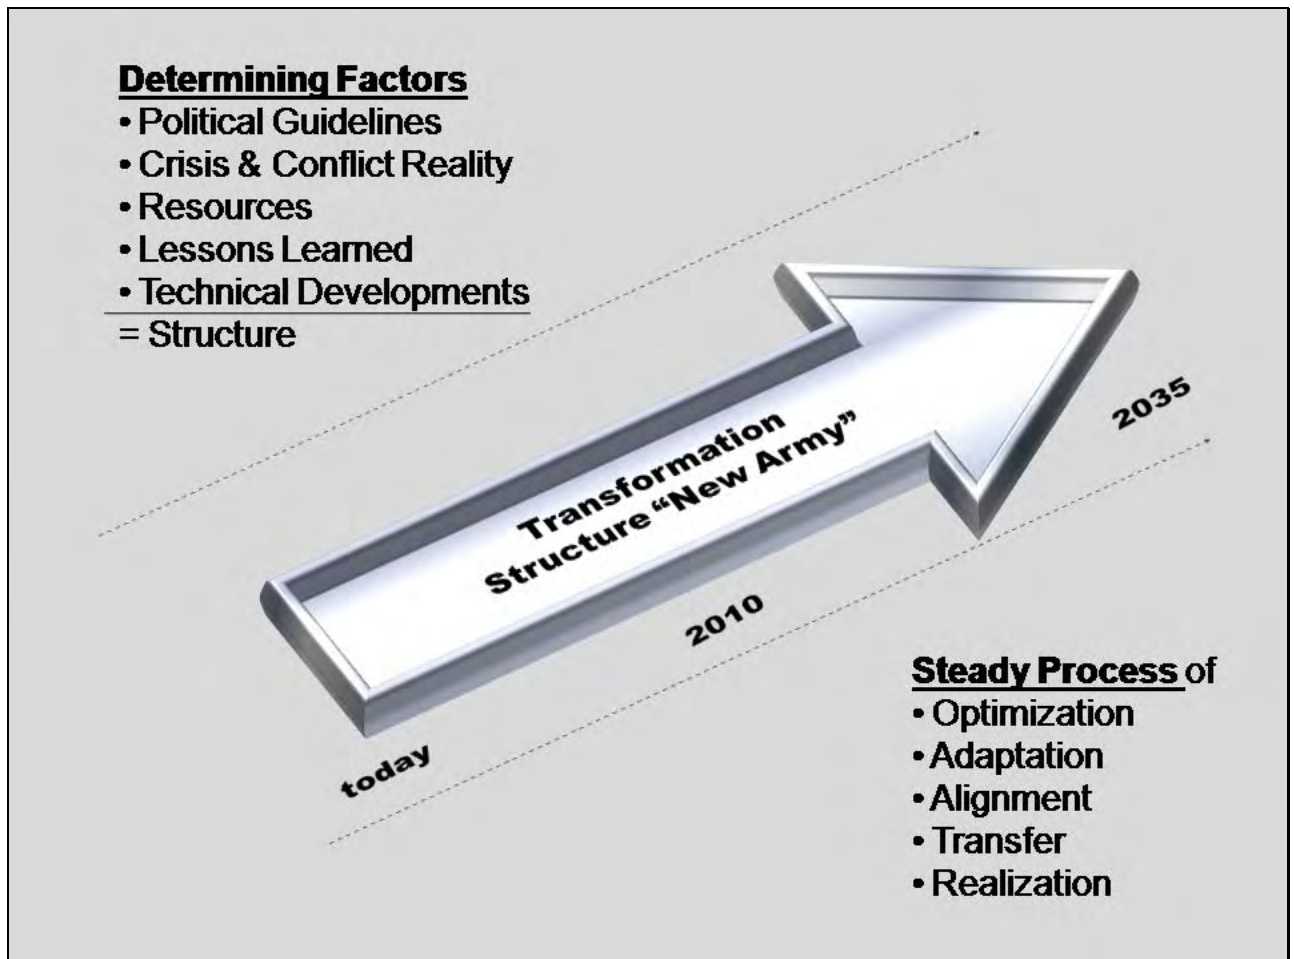 Determining Factors
• Political Guidelines
• Crisis & Conflict Reality
• Resources
• Lessons Learned
• Technical Developments
= Structure
Transformation
Structure “New Army”
today
2010
2035
Steady Process of
• Optimization
• Adaptation
• Alignment
• Transfer
• Realization